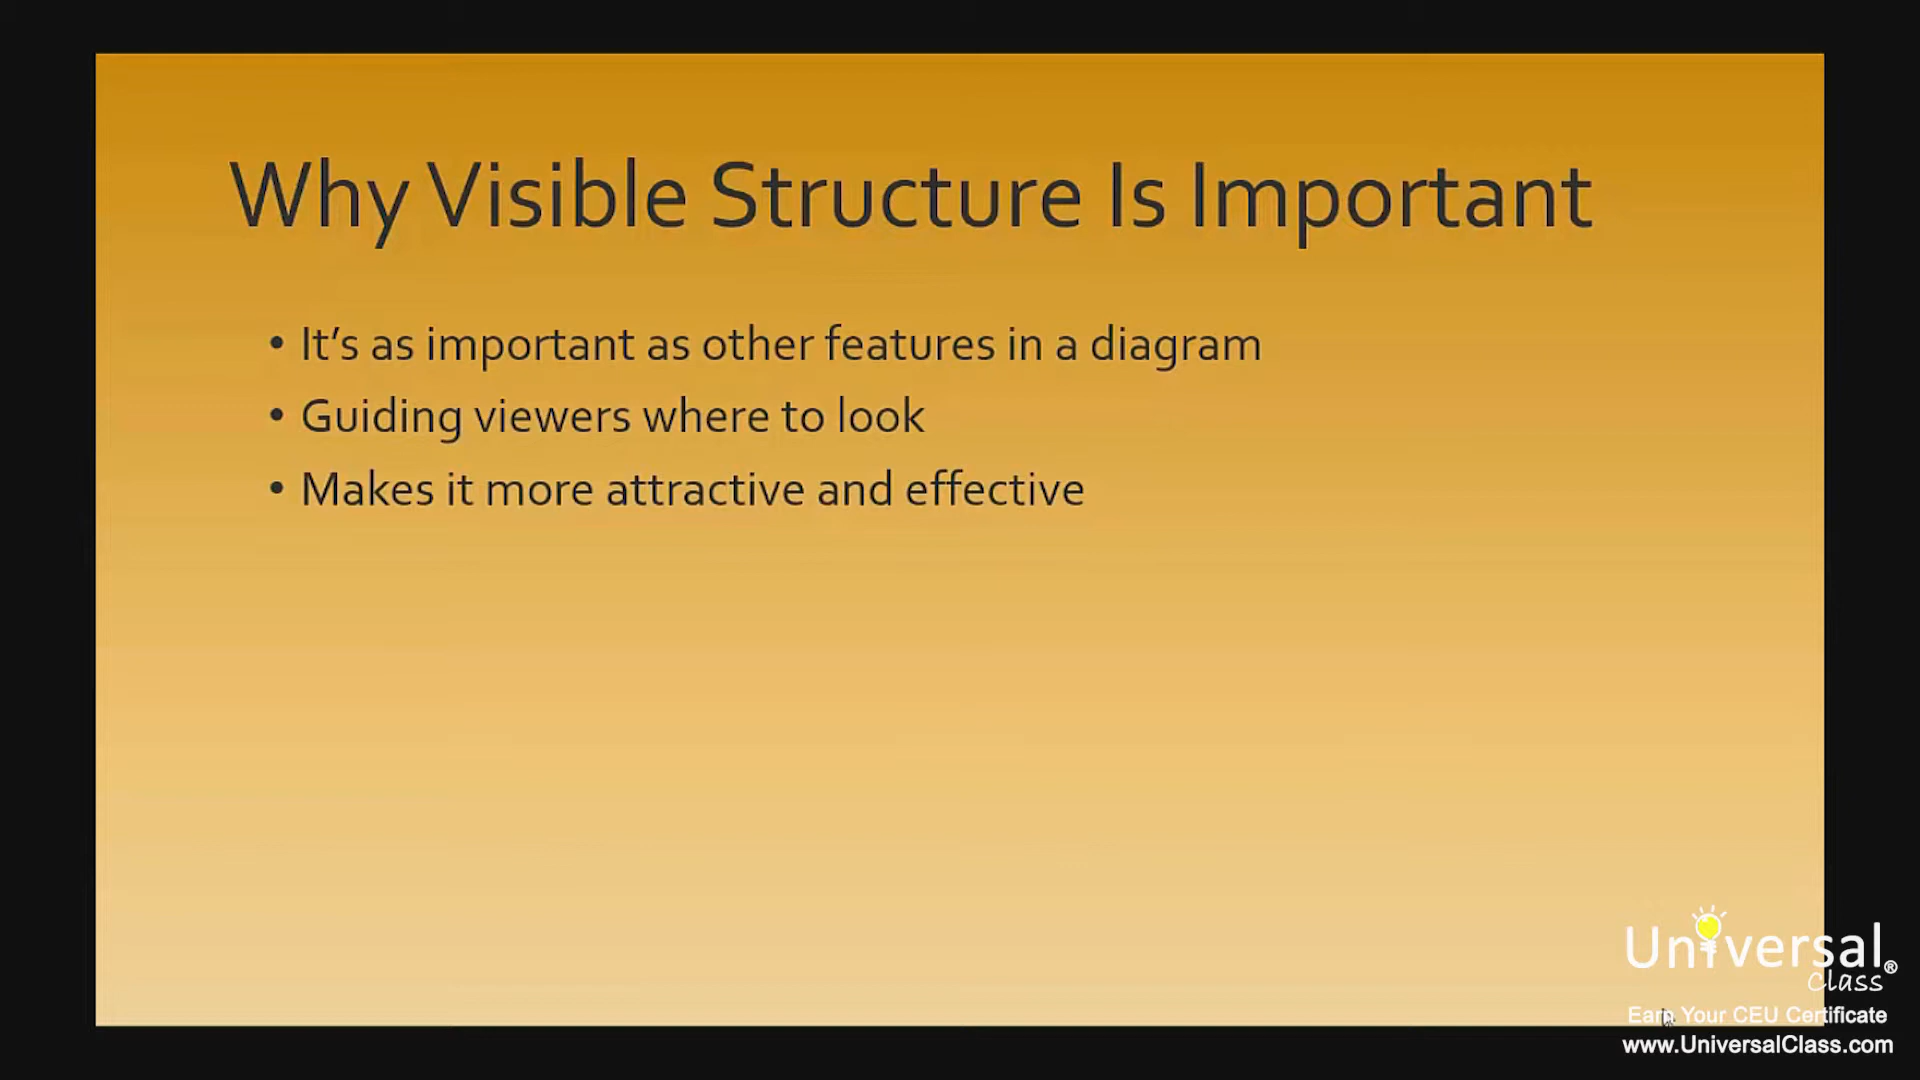 Why Visible Structure Is Important
• It's as important as other features in a diagram
• Guiding viewers where to look
• Makes it more attractive and effective
Universal®
Class
Earn Your CEU Certificate
www.UniversalClass.com